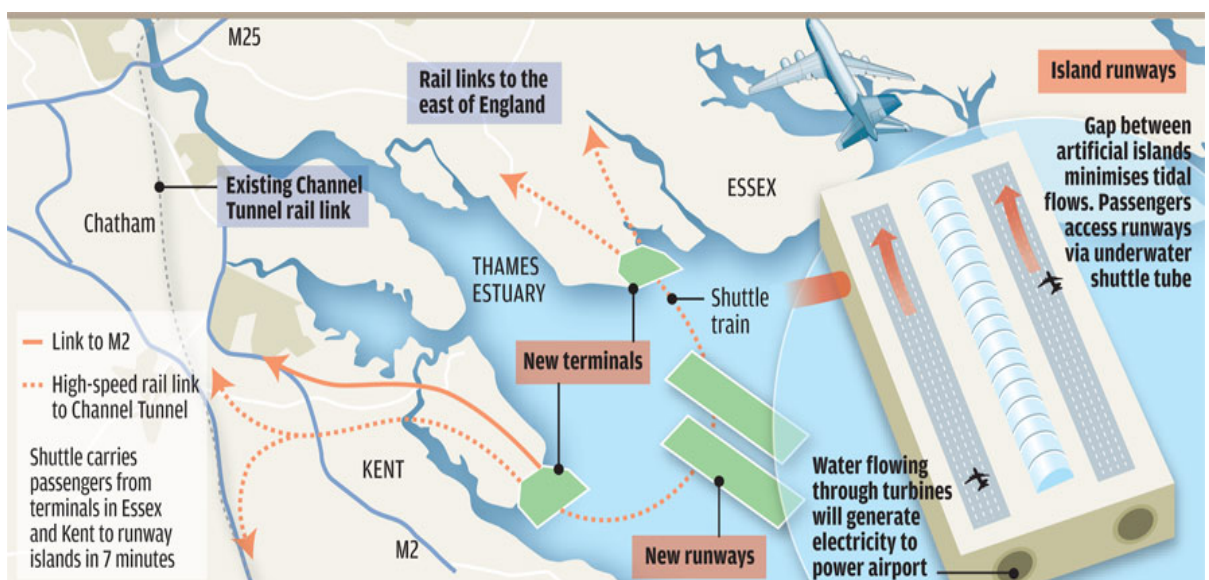 M25
Rail links to the
east of England
Island runways
Gap between
artificial islands
minimises tidal
flows. Passengers
access runways
via underwater
shuttle tube
ESSEX
Existing Channel
Tunnel rail link
Chatham
THAMES
ESTUARY
Shuttle
train
Link to M2
High-speed rail link
to Channel Tunnel
Shuttle carries
passengers from
terminals in Essex
and Kent to runway
islands in 7 minutes
New terminals
KENT
M2
New runways
Water flowing
through turbines
will generate
electricity to
power airport